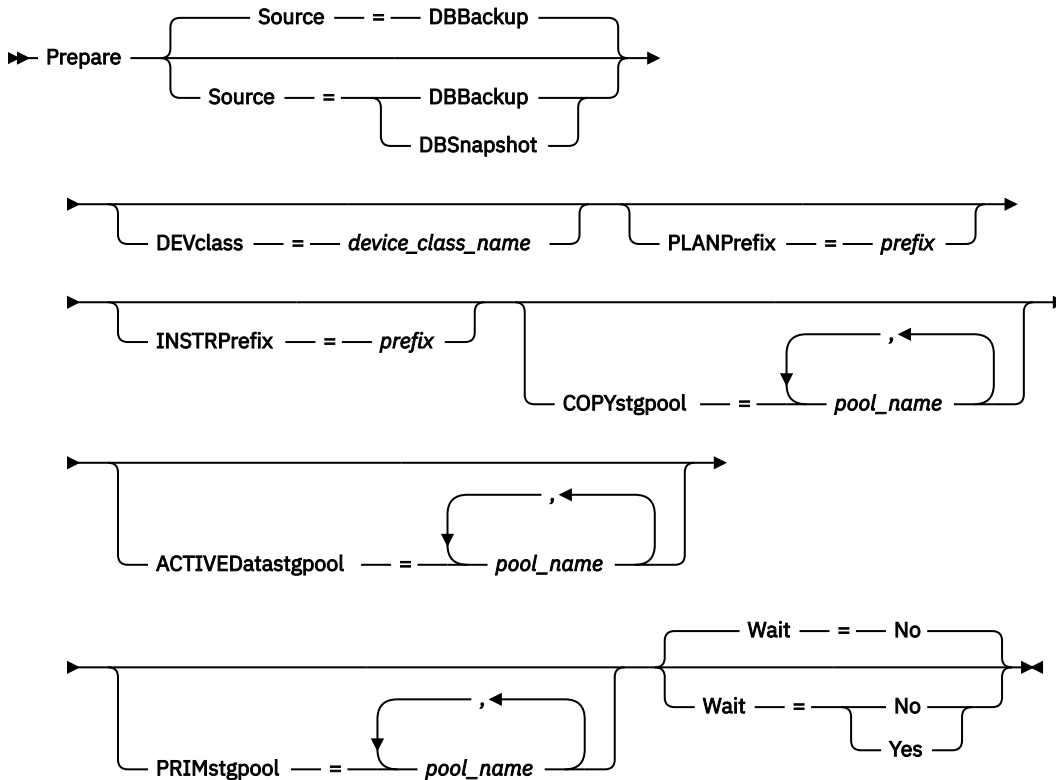 Source = DBBackup
Prepare
Source = DBBackup
DBSnapshot
DEVclass = device_class_name PLANPrefix = prefix
INSTRPrefix = prefix
,
COPYstgpool = pool_name
,
ACTIVEDatastgpool = pool_name
Wait = No
,
Wait = No
Yes
PRIMstgpool = pool_name